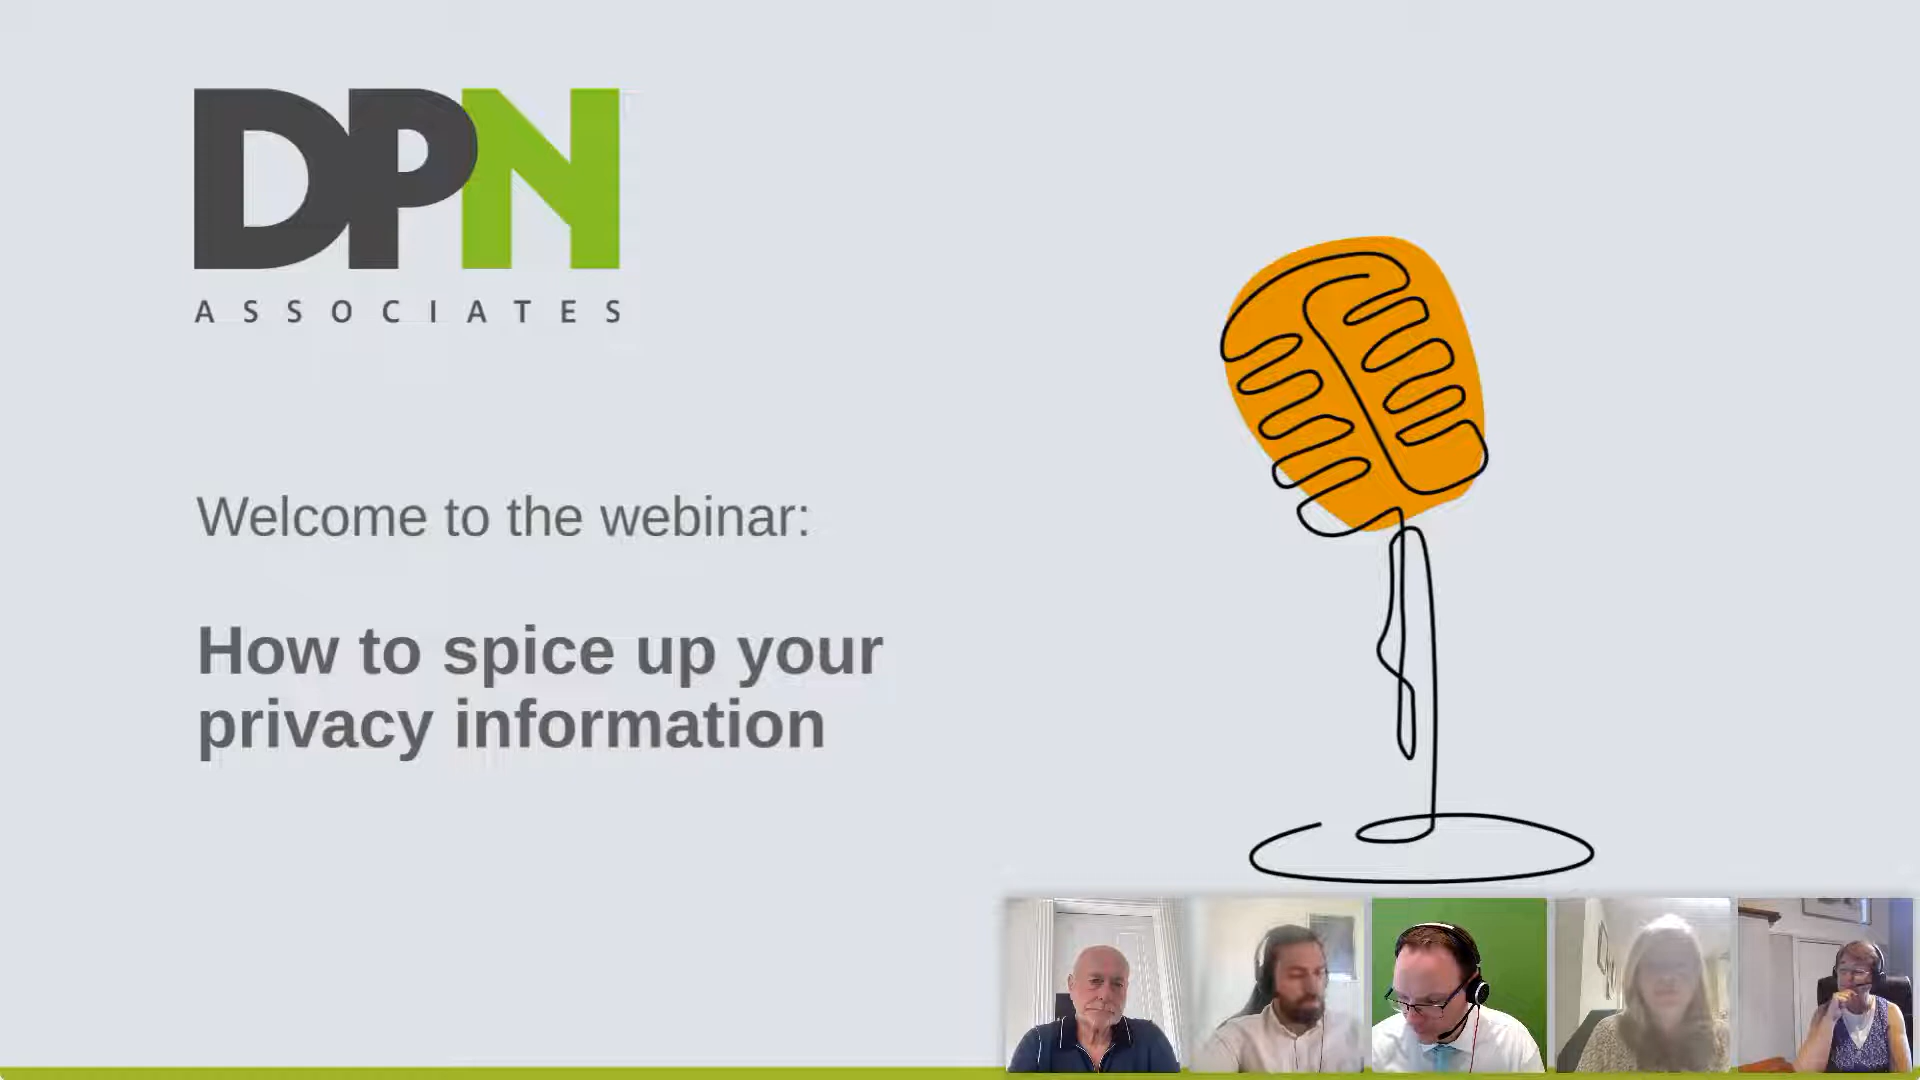 DPN
ASSOCIATES
Welcome to the webinar:
How to spice up your
privacy information